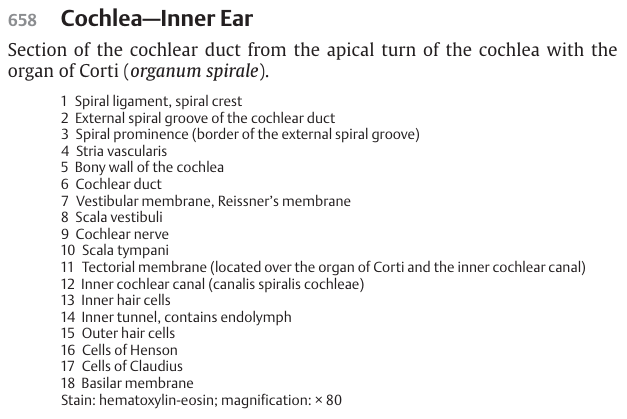 658 Cochlea—Inner Ear
Section of the cochlear duct from the apical turn of the cochlea with the
organ of Corti (organum spirale).
1 Spiral ligament, spiral crest
2 External spiral groove of the cochlear duct
3 Spiral prominence (border of the external spiral groove)
4 Stria vascularis
5 Bony wall of the cochlea
6 Cochlear duct
7 Vestibular membrane, Reissner’s membrane
8 Scala vestibuli
9 Cochlear nerve
10 Scala tympani
11 Tectorial membrane (located over the organ of Corti and the inner cochlear canal)
12 Inner cochlear canal (canalis spiralis cochleae)
13 Inner hair cells
14 Inner tunnel, contains endolymph
15 Outer hair cells
16 Cells of Henson
17 Cells of Claudius
18 Basilar membrane
Stain: hematoxylin-eosin; magnification: × 80